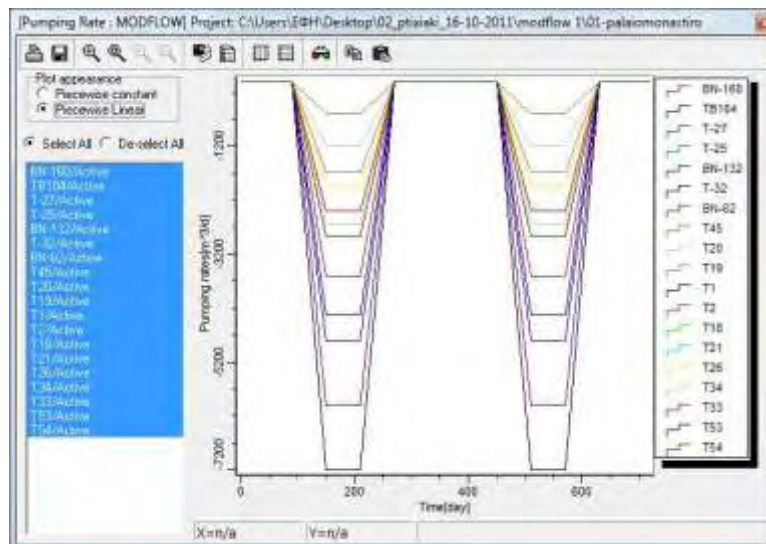 [Pumping Rate : MODFLOW] Project: C:\Users\ΕΦΗ\Desktop\02_ptixiaki_16-10-2011\modflow 1\01-palaiomonastiro
Plot appearance
Piecewise constant
Piecewise Linear
Select All De-select All
BN-160/Active
TB104/Active
T-27/Active
T-25/Active
BN-132/Active
T-32/Active
BN-62/Active
T45/Active
T20/Active
T19/Active
T1/Active
T2/Active
T18/Active
T21/Active
T26/Active
T34/Active
T33/Active
T53/Active
T54/Active
Pumping rates[m^3/d]
-1200
-3200
-5200
-7200
0 200 400 600
Time[day]
BN-160
TB104
T-27
T-25
BN-132
T-32
BN-62
T45
T20
T19
T1
T2
T18
T21
T26
T34
T33
T53
T54
X=n/a Y=n/a